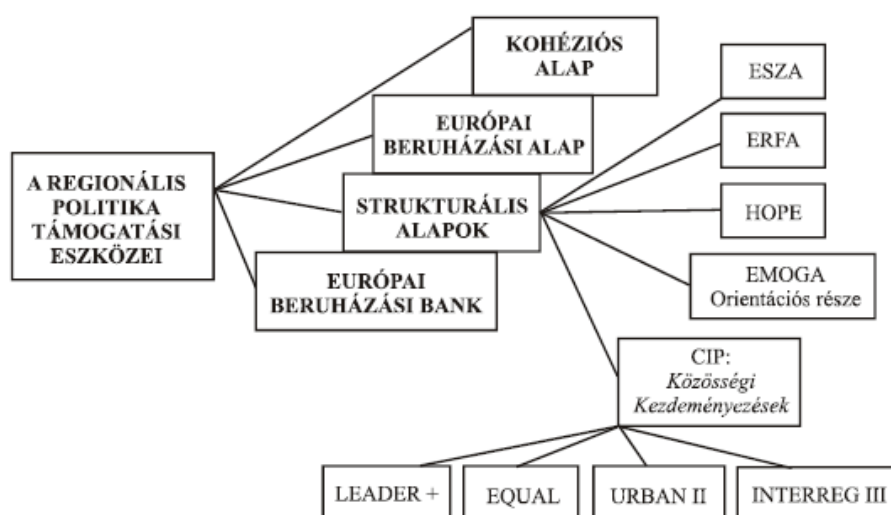 A REGIONÁLIS
POLITIKA
TÁMOGATÁSI
ESZKÖZEI
KOHÉZIÓS
ALAP
EURÓPAI
BERUHÁZÁSI ALAP
STRUKTURÁLIS
ALAPOK
EURÓPAI
BERUHÁZÁSI BANK
ESZA
ERFA
HOPE
EMOGA
Orientációs része
CIP:
Közösségi
Kezdeményezések
LEADER +
EQUAL
URBAN II
INTERREG III